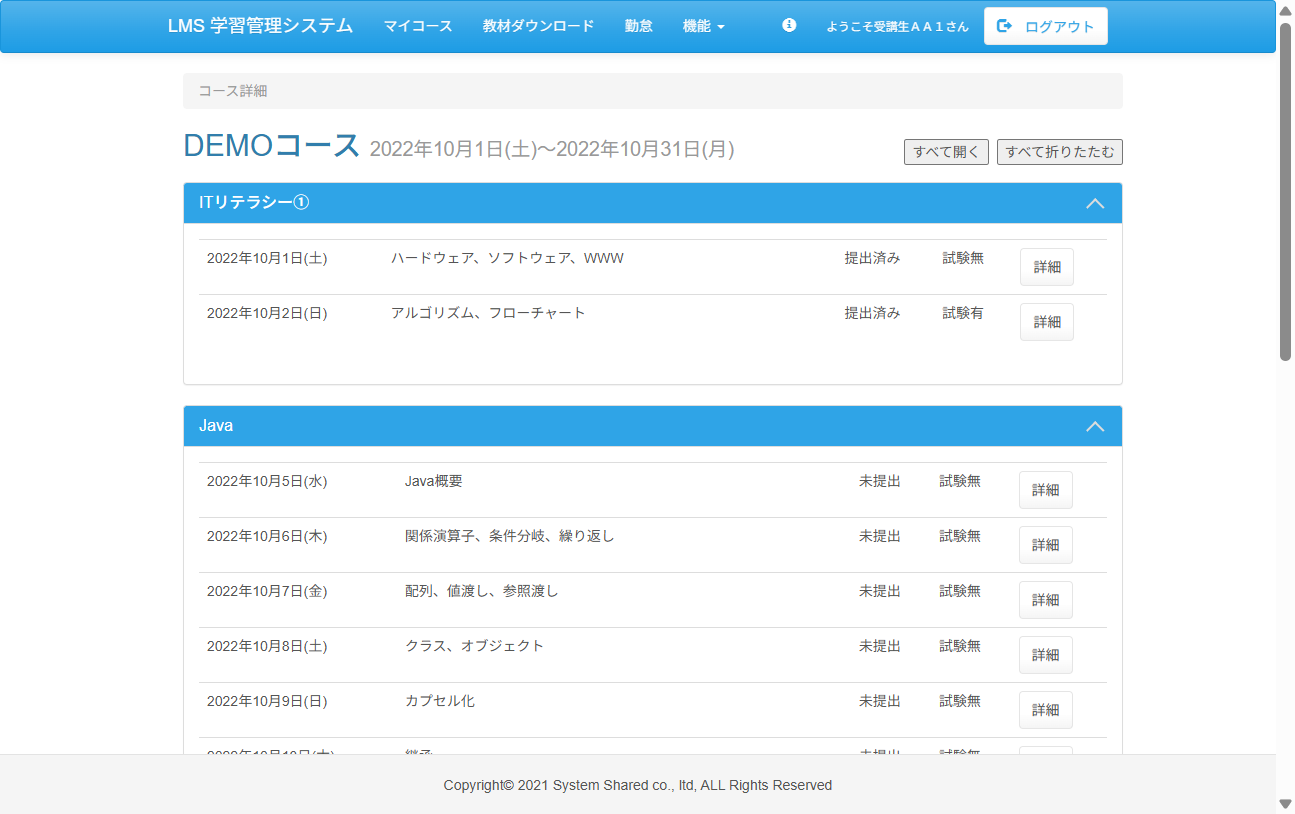 LMS 学習管理システム マイコース 教材ダウンロード 勤怠 機能 ようこそ受講生ＡＡ１さん ログアウト
コース詳細
DEMOコース 2022年10月1日(土)～2022年10月31日(月) すべて開く すべて折りたたむ
ITリテラシー①
2022年10月1日(土) ハードウェア、ソフトウェア、WWW 提出済み 試験無 詳細
2022年10月2日(日) アルゴリズム、フローチャート 提出済み 試験有 詳細
Java
2022年10月5日(水) Java概要 未提出 試験無 詳細
2022年10月6日(木) 関係演算子、条件分岐、繰り返し 未提出 試験無 詳細
2022年10月7日(金) 配列、値渡し、参照渡し 未提出 試験無 詳細
2022年10月8日(土) クラス、オブジェクト 未提出 試験無 詳細
2022年10月9日(日) カプセル化 未提出 試験無 詳細
継承 未提出 試験無
Copyright© 2021 System Shared co., ltd, ALL Rights Reserved